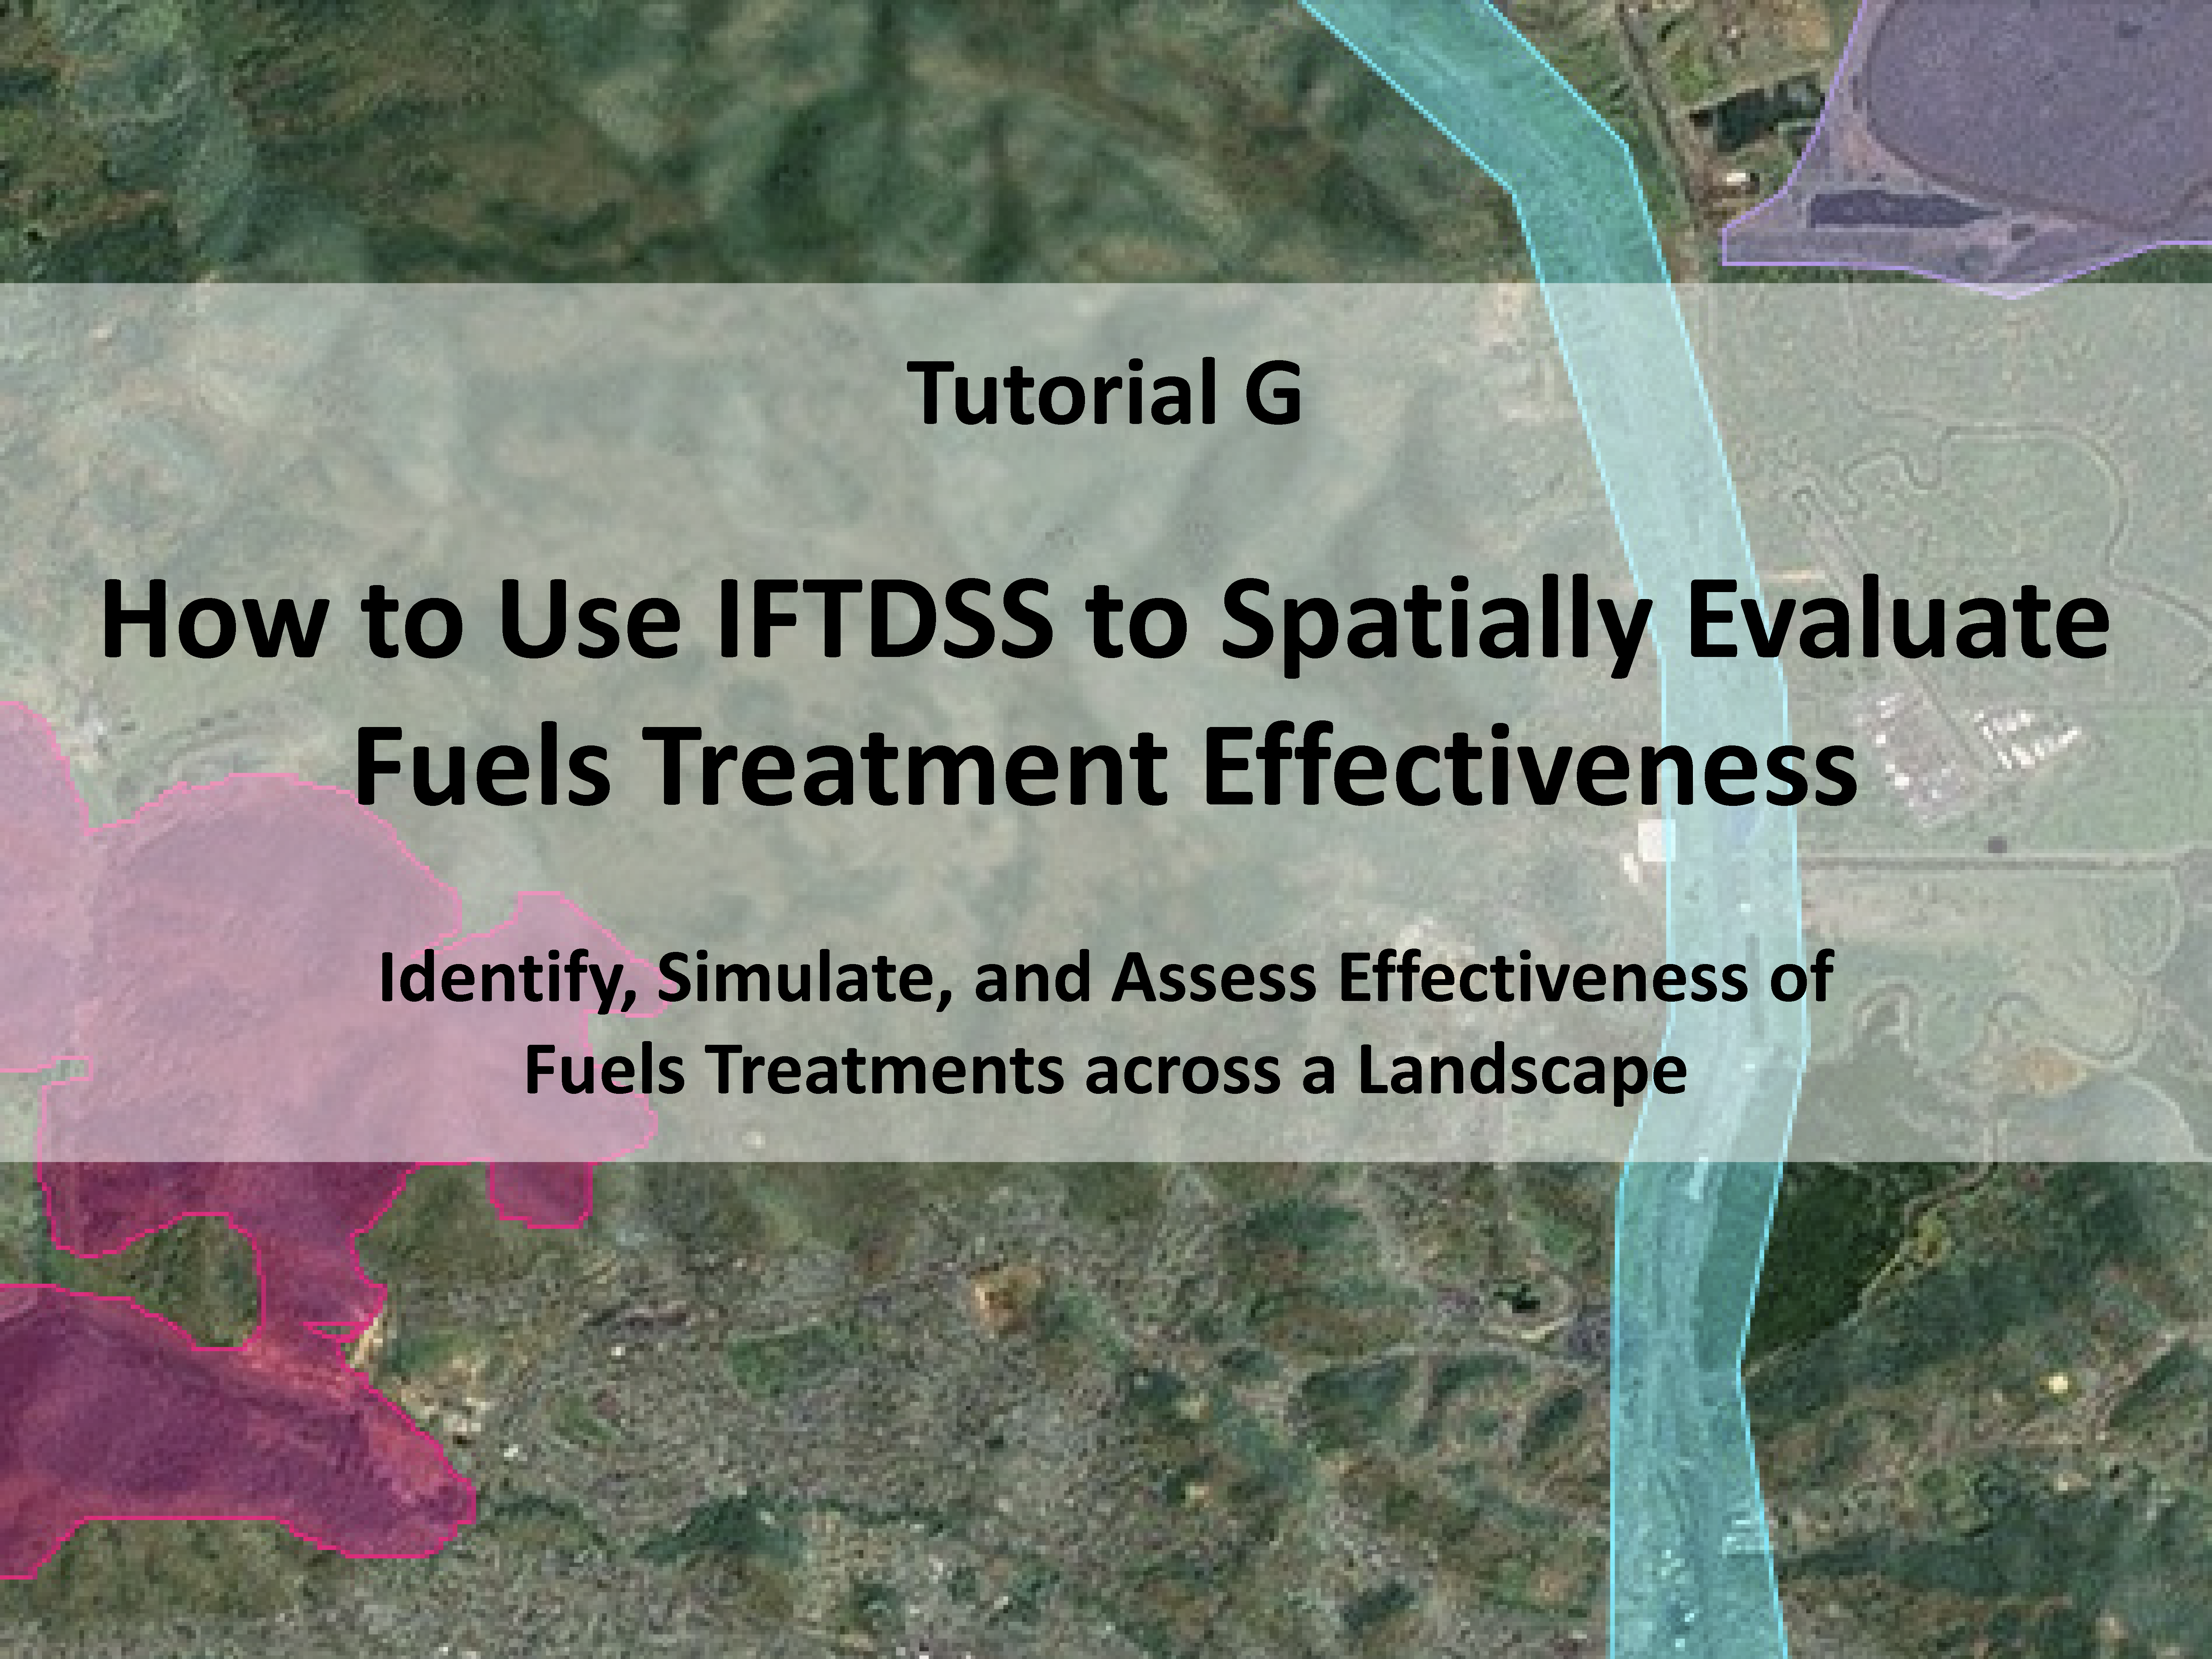 Tutorial G
How to Use IFTDSS to Spatially Evaluate
Fuels Treatment Effectiveness
Identify, Simulate, and Assess Effectiveness of
Fuels Treatments across a Landscape